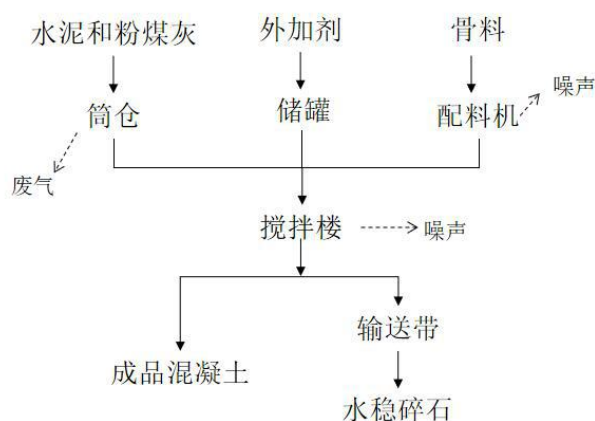 水泥和粉煤灰
外加剂
骨料
噪声
筒仓
储罐
配料机
废气
搅拌楼
噪声
输送带
成品混凝土
水稳碎石